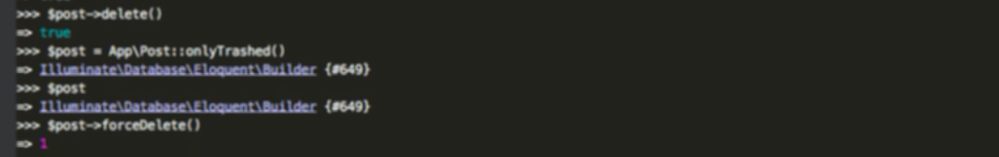 >>> $post->delete()
=> true
>>> $post = App\Post::onlyTrashed()
=> Illuminate\Database\Eloquent\Builder {#649}
>>> $post
=> Illuminate\Database\Eloquent\Builder {#649}
>>> $post->forceDelete()
=> 1